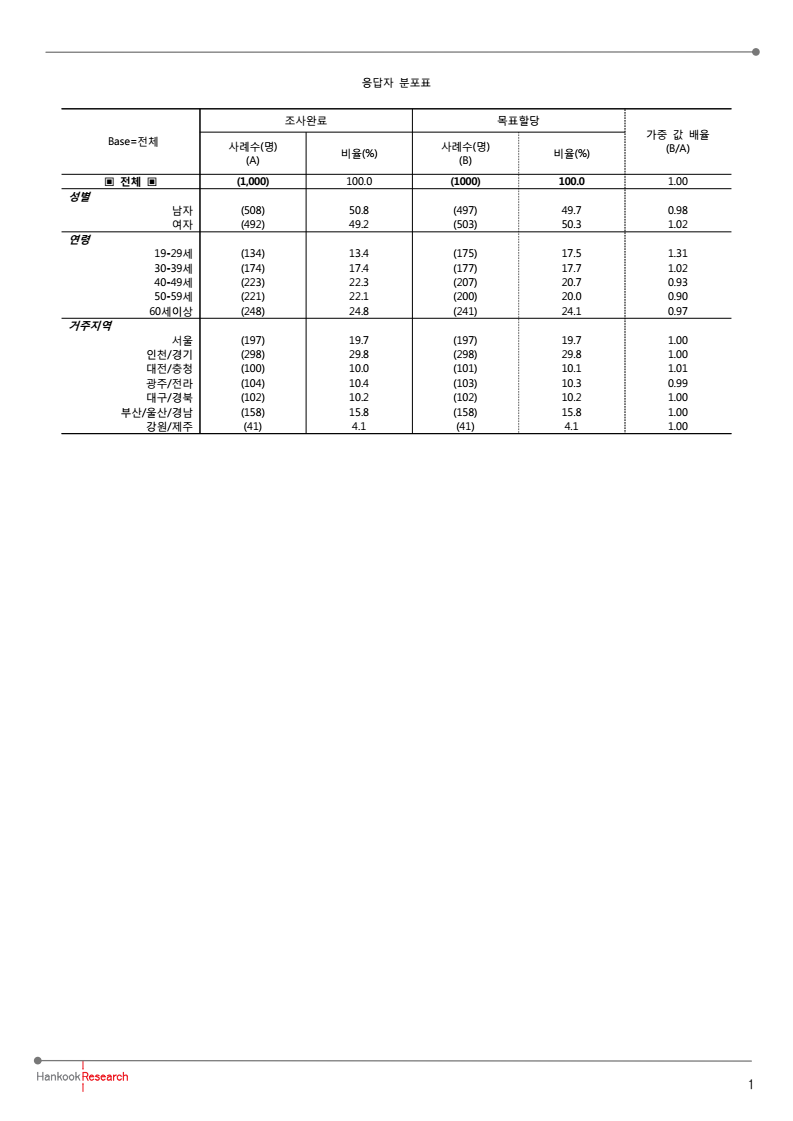 응답자 분포표
Base=전체 조사완료 목표할당 가중 값 배율 (B/A)
사례수(명) (A) 비율(%) 사례수(명) (B) 비율(%)
▣ 전체 ▣ (1,000) 100.0 (1000) 100.0 1.00
성별
남자 (508) 50.8 (497) 49.7 0.98
여자 (492) 49.2 (503) 50.3 1.02
연령
19-29세 (134) 13.4 (175) 17.5 1.31
30-39세 (174) 17.4 (177) 17.7 1.02
40-49세 (223) 22.3 (207) 20.7 0.93
50-59세 (221) 22.1 (200) 20.0 0.90
60세이상 (248) 24.8 (241) 24.1 0.97
거주지역
서울 (197) 19.7 (197) 19.7 1.00
인천/경기 (298) 29.8 (298) 29.8 1.00
대전/충청 (100) 10.0 (101) 10.1 1.01
광주/전라 (104) 10.4 (103) 10.3 0.99
대구/경북 (102) 10.2 (102) 10.2 1.00
부산/울산/경남 (158) 15.8 (158) 15.8 1.00
강원/제주 (41) 4.1 (41) 4.1 1.00
Hankook Research
1